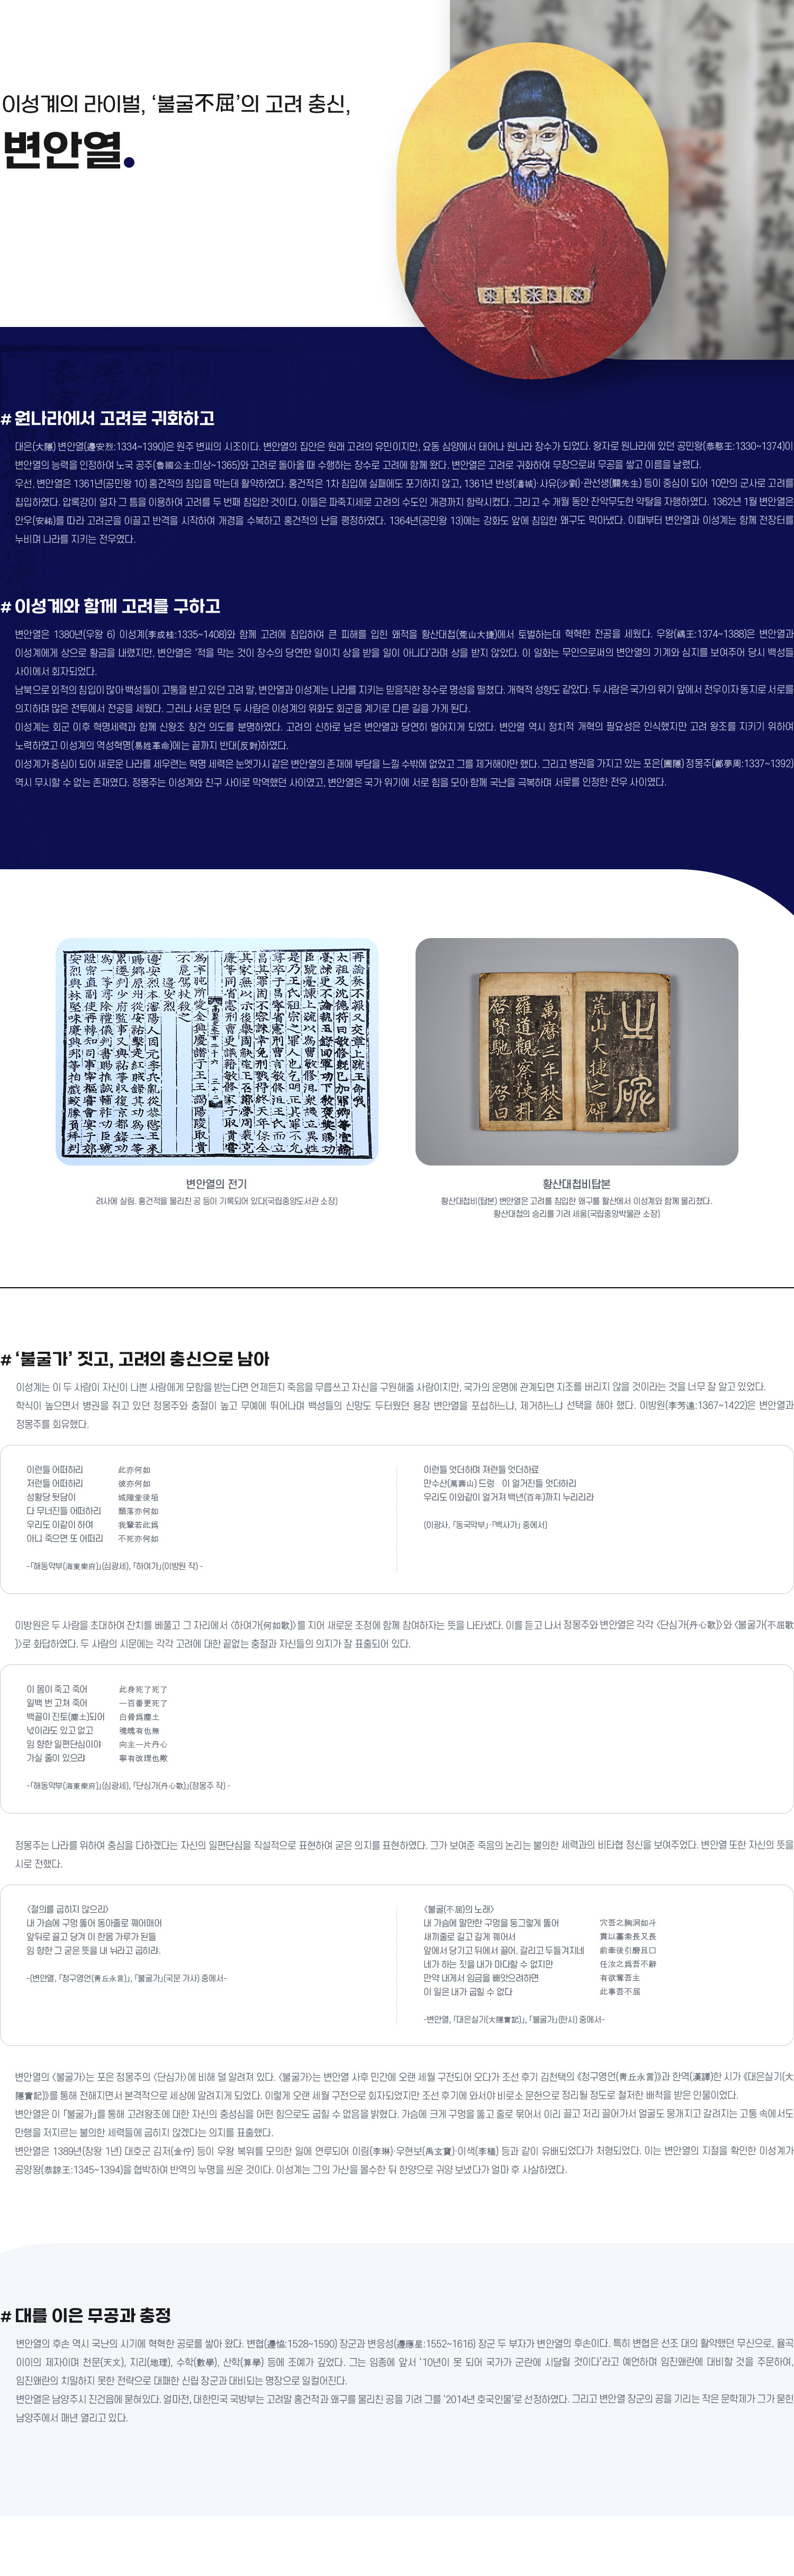 이성계의 라이벌, ‘불굴不屈’의 고려 충신,
변안열.
# 원나라에서 고려로 귀화하고
대은(大隱) 변안열(邊安烈:1334~1390)은 원주 변씨의 시조이다. 변안열의 집안은 원래 고려의 유민이지만, 요동 심양에서 태어나 원나라 장수가 되었다. 왕자로 원나라에 있던 공민왕(恭愍王:1330~1374)이
변안열의 능력을 인정하여 노국 공주(魯國公主:미상~1365)와 고려로 돌아올 때 수행하는 장수로 고려에 함께 왔다. 변안열은 고려로 귀화하여 무장으로써 무공을 쌓고 이름을 날렸다.
우선, 변안열은 1361년(공민왕 10) 홍건적의 침입을 막는데 활약하였다. 홍건적은 1차 침입에 실패에도 포기하지 않고, 1361년 반성(潘城)·사유(沙劉)·관선생(關先生) 등이 중심이 되어 10만의 군사로 고려를
침입하였다. 압록강이 얼자 그 틈을 이용하여 고려를 두 번째 침입한 것이다. 이들은 파죽지세로 고려의 수도인 개경까지 함락시켰다. 그리고 수 개월 동안 잔악무도한 약탈을 자행하였다. 1362년 1월 변안열은
안우(安祐)를 따라 고려군을 이끌고 반격을 시작하여 개경을 수복하고 홍건적의 난을 평정하였다. 1364년(공민왕 13)에는 강화도 앞에 침입한 왜구도 막아냈다. 이때부터 변안열과 이성계는 함께 전장터를
누비며 나라를 지키는 전우였다.
# 이성계와 함께 고려를 구하고
변안열은 1380년(우왕 6) 이성계(李成桂:1335~1408)와 함께 고려에 침입하여 큰 피해를 입힌 왜적을 황산대첩(荒山大捷)에서 토벌하는데 혁혁한 전공을 세웠다. 우왕(禑王:1374~1388)은 변안열과
이성계에게 상으로 황금을 내렸지만, 변안열은 ‘적을 막는 것이 장수의 당연한 일이지 상을 받을 일이 아니다’라며 상을 받지 않았다. 이 일화는 무인으로써의 변안열의 기계와 심지를 보여주어 당시 백성들
사이에서 회자되었다.
남북으로 외적의 침입이 많아 백성들이 고통을 받고 있던 고려 말, 변안열과 이성계는 나라를 지키는 믿음직한 장수로 명성을 떨쳤다. 개혁적 성향도 같았다. 두 사람은 국가의 위기 앞에서 전우이자 동지로 서로를
의지하며 많은 전투에서 전공을 세웠다. 그러나 서로 믿던 두 사람은 이성계의 위화도 회군을 계기로 다른 길을 가게 된다.
이성계는 회군 이후 혁명세력과 함께 신왕조 창건 의도를 분명하였다. 고려의 신하로 남은 변안열과 당연히 멀어지게 되었다. 변안열 역시 정치적 개혁의 필요성은 인식했지만 고려 왕조를 지키기 위하여
노력하였고 이성계의 역성혁명(易姓革命)에는 끝까지 반대(反對)하였다.
이성계가 중심이 되어 새로운 나라를 세우려는 혁명 세력은 눈엣가시 같은 변안열의 존재에 부담을 느낄 수밖에 없었고 그를 제거해야만 했다. 그리고 병권을 가지고 있는 포은(圃隱) 정몽주(鄭夢周:1337~1392)
역시 무시할 수 없는 존재였다. 정몽주는 이성계와 친구 사이로 막역했던 사이였고, 변안열은 국가 위기에 서로 힘을 모아 함께 국난을 극복하며 서로를 인정한 전우 사이였다.
변안열의 전기
려사에 실림. 홍건적을 물리친 공 등이 기록되어 있다(국립중앙도서관 소장)
황산대첩비탑본
황산대첩비(탑본) 변안열은 고려를 침입한 왜구를 황산에서 이성계와 함께 물리쳤다.
황산대첩의 승리를 기려 세움(국립중앙박물관 소장)
# ‘불굴가’ 짓고, 고려의 충신으로 남아
이성계는 이 두 사람이 자신이 나쁜 사람에게 모함을 받는다면 언제든지 죽음을 무릅쓰고 자신을 구원해줄 사람이지만, 국가의 운명에 관계되면 지조를 버리지 않을 것이라는 것을 너무 잘 알고 있었다.
학식이 높으면서 병권을 쥐고 있던 정몽주와 충절이 높고 무예에 뛰어나며 백성들의 신망도 두터웠던 용장 변안열을 포섭하느냐, 제거하느냐 선택을 해야 했다. 이방원(李芳遠:1367~1422)은 변안열과
정몽주를 회유했다.
이런들 어떠하리 此亦何如
저런들 어떠하리 彼亦何如
성황당 뒷담이 城隍堂後垣
다 무너진들 어떠하리 頹落亦何如
우리도 이같이 하여 我輩若此爲
아니 죽으면 또 어떠리 不死亦何如
-「해동악부(海東樂府)」(심광세), 「하여가」(이방원 작) -
이런들 엇더하며 져런들 엇더하료
만수산(萬壽山) 드렁 이 얼거진들 엇더하리
우리도 이와같이 얼거져 백년(百年)까지 누리리라
(이광사, 「동국악부」·「백사가」 중에서)
이방원은 두 사람을 초대하여 잔치를 베풀고 그 자리에서 〈하여가(何如歌)〉를 지어 새로운 조정에 함께 참여하자는 뜻을 나타냈다. 이를 듣고 나서 정몽주와 변안열은 각각 〈단심가(丹心歌)〉와 〈불굴가(不屈歌
)〉로 화답하였다. 두 사람의 시문에는 각각 고려에 대한 끝없는 충절과 자신들의 의지가 잘 표출되어 있다.
이 몸이 죽고 죽어 此身死了死了
일백 번 고쳐 죽어 一百番更死了
백골이 진토(塵土)되어 白骨爲塵土
넋이라도 있고 없고 魂魄有也無
임 향한 일편단심이야 向主一片丹心
가실 줄이 있으랴 寧有改理也歟
-「해동악부(海東樂府)」(심광세), 「단심가(丹心歌)」(정몽주 작) -
정몽주는 나라를 위하여 충심을 다하겠다는 자신의 일편단심을 직설적으로 표현하여 굳은 의지를 표현하였다. 그가 보여준 죽음의 논리는 불의한 세력과의 비타협 정신을 보여주었다. 변안열 또한 자신의 뜻을
시로 전했다.
〈절의를 굽히지 않으리〉
내 가슴에 구멍 뚫어 동아줄로 꿰어매어
앞뒤로 끌고 당겨 이 한몸 가루가 된들
임 향한 그 굳은 뜻을 내 뉘라고 굽히랴.
-(변안열, 「청구영언(靑丘永言)」, 「불굴가」(국문 가사) 중에서-
〈불굴(不屈)의 노래〉
내 가슴에 말만한 구멍을 둥그렇게 뚫어 穴吾之胸洞如斗
새끼줄로 길고 길게 꿰어서 貫以藁索長又長
앞에서 당기고 뒤에서 끌어, 갈리고 두들겨지네 前牽後引磨且口
네가 하는 짓을 내가 마다할 수 없지만 任汝之爲吾不辭
만약 내게서 임금을 빼앗으려하면 有欲奪吾主
이 일은 내가 굽힐 수 없다 此事吾不屈
-변안열, 「대은실기(大隱實記)」, 「불굴가」(한시) 중에서-
변안열의 〈불굴가〉는 포은 정몽주의 〈단심가〉에 비해 덜 알려져 있다. 〈불굴가〉는 변안열 사후 민간에 오랜 세월 구전되어 오다가 조선 후기 김천택의 《청구영언(靑丘永言)》과 한역(漢譯)한 시가 《대은실기(大
隱實記)》를 통해 전해지면서 본격적으로 세상에 알려지게 되었다. 이렇게 오랜 세월 구전으로 회자되었지만 조선 후기에 와서야 비로소 문헌으로 정리될 정도로 철저한 배척을 받은 인물이었다.
변안열은 이 「불굴가」를 통해 고려왕조에 대한 자신의 충성심을 어떤 힘으로도 굽힐 수 없음을 밝혔다. 가슴에 크게 구멍을 뚫고 줄로 묶어서 이리 끌고 저리 끌어가서 얼굴도 뭉개지고 갈려지는 고통 속에서도
만행을 저지르는 불의한 세력들에 굽히지 않겠다는 의지를 표출했다.
변안열은 1389년(창왕 1년) 대호군 김저(金佇) 등이 우왕 복위를 모의한 일에 연루되어 이림(李琳)·우현보(禹玄寶)·이색(李穡) 등과 같이 유배되었다가 처형되었다. 이는 변안열의 지절을 확인한 이성계가
공양왕(恭諒王:1345~1394)을 협박하여 반역의 누명을 씌운 것이다. 이성계는 그의 가산을 몰수한 뒤 한양으로 귀양 보냈다가 얼마 후 사살하였다.
# 대를 이은 무공과 충정
변안열의 후손 역시 국난의 시기에 혁혁한 공로를 쌓아 왔다. 변협(邊協:1528~1590) 장군과 변응성(邊應星:1552~1616) 장군 두 부자가 변안열의 후손이다. 특히 변협은 선조 대의 활약했던 무신으로, 율곡
이이의 제자이며 천문(天文), 지리(地理), 수학(數學), 산학(算學) 등에 조예가 깊었다. 그는 임종에 앞서 ‘10년이 못 되어 국가가 군란에 시달릴 것이다’라고 예언하며 임진왜란에 대비할 것을 주문하여,
임진왜란의 치밀하지 못한 전략으로 대패한 신립 장군과 대비되는 명장으로 일컬어진다.
변안열은 남양주시 진건읍에 묻혀있다. 얼마전, 대한민국 국방부는 고려말 홍건적과 왜구를 물리친 공을 기려 그를 ‘2014년 호국인물’로 선정하였다. 그리고 변안열 장군의 공을 기리는 작은 문학제가 그가 묻힌
남양주에서 매년 열리고 있다.